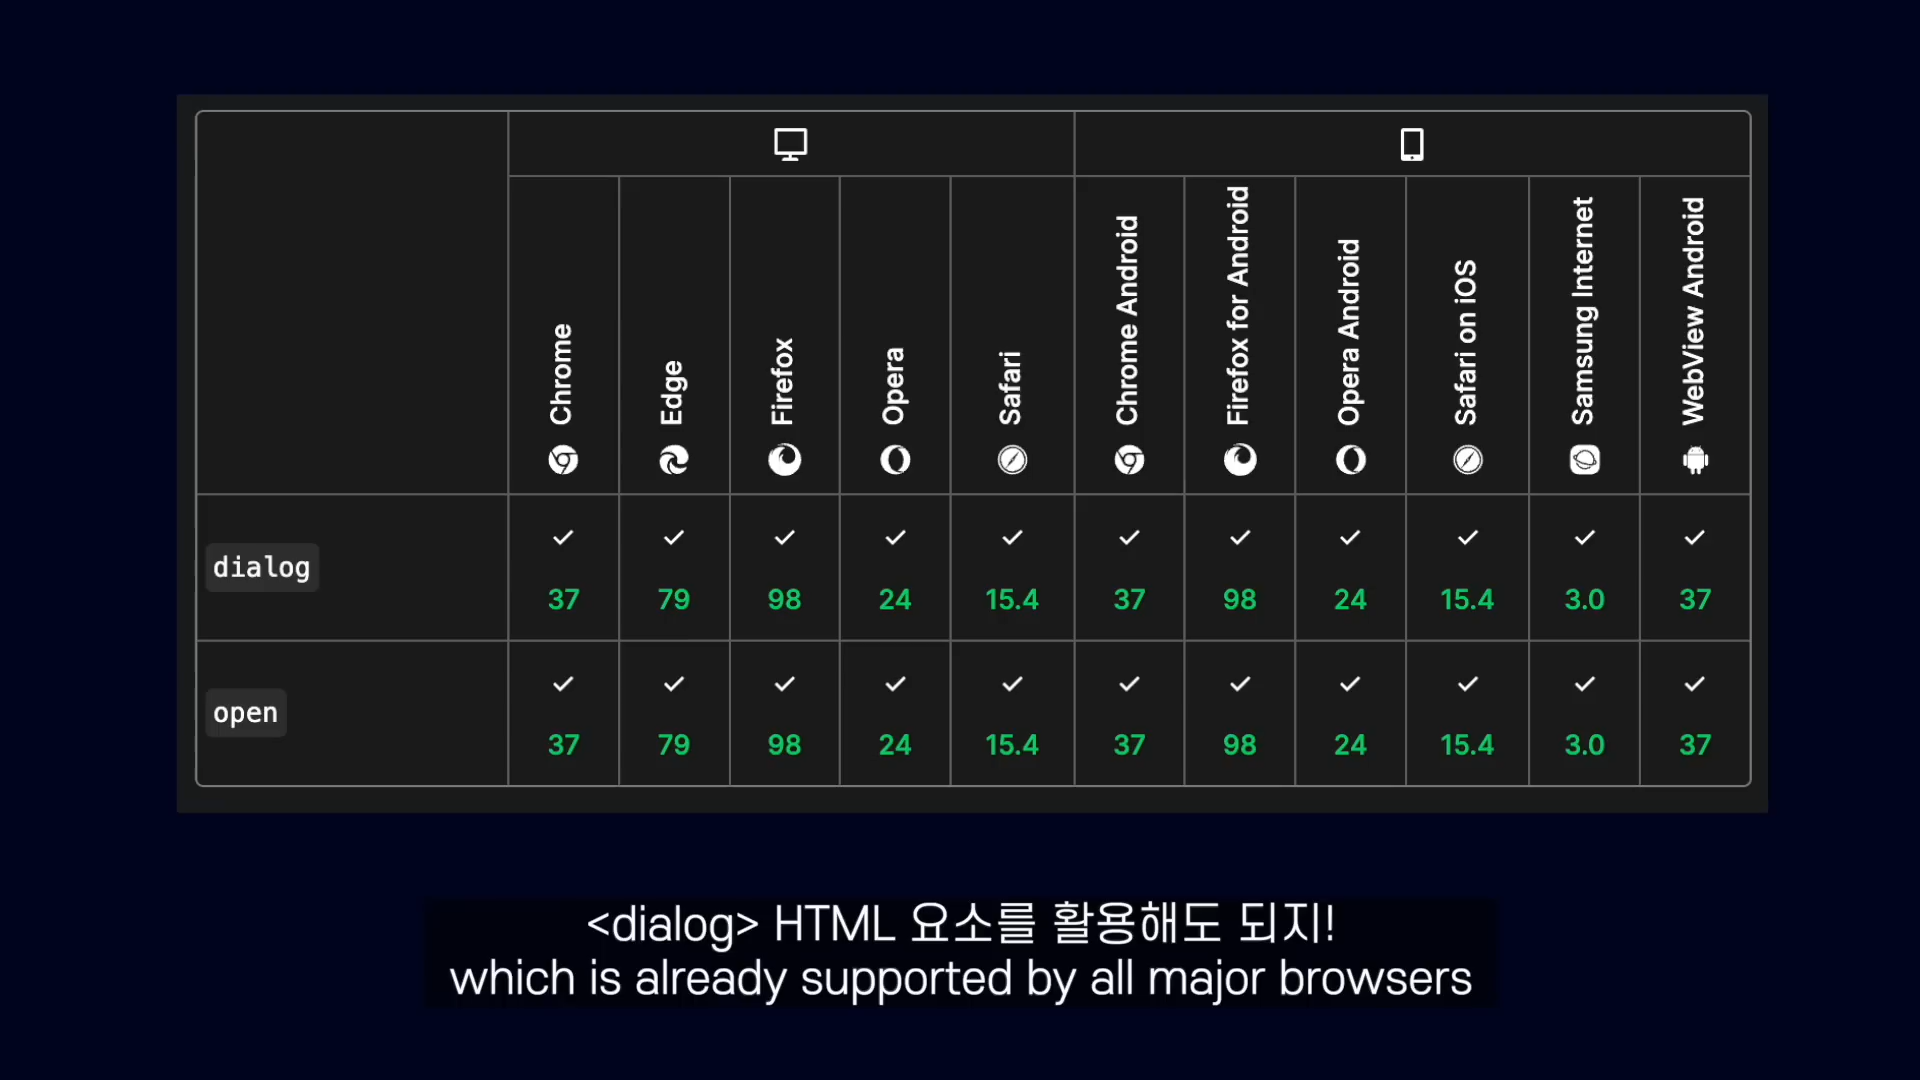 Chrome
Edge
Firefox
Opera
Safari
Chrome Android
Firefox for Android
Opera Android
Safari on iOS
Samsung Internet
WebView Android
dialog
37 79 98 24 15.4 37 98 24 15.4 3.0 37
open
37 79 98 24 15.4 37 98 24 15.4 3.0 37
<dialog> HTML 요소를 활용해도 되지!
which is already supported by all major browsers